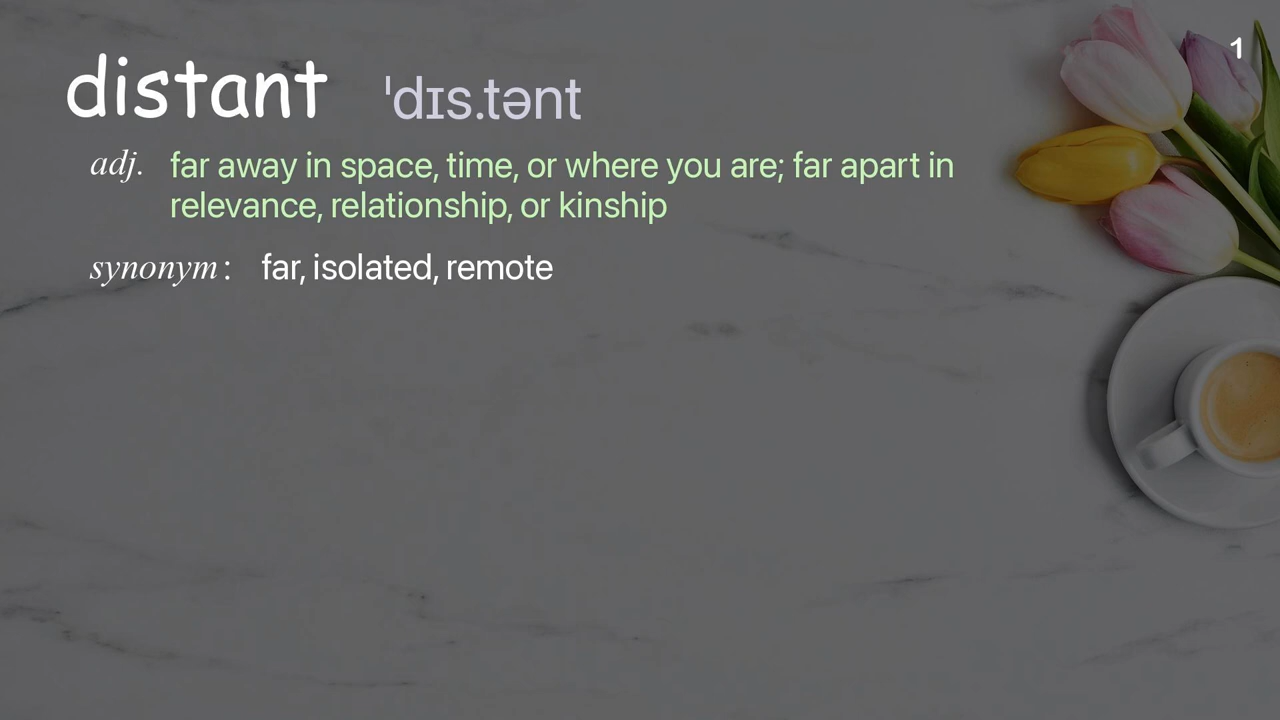 1
distant ˈdɪs.tənt
adj. far away in space, time, or where you are; far apart in
relevance, relationship, or kinship
synonym : far, isolated, remote